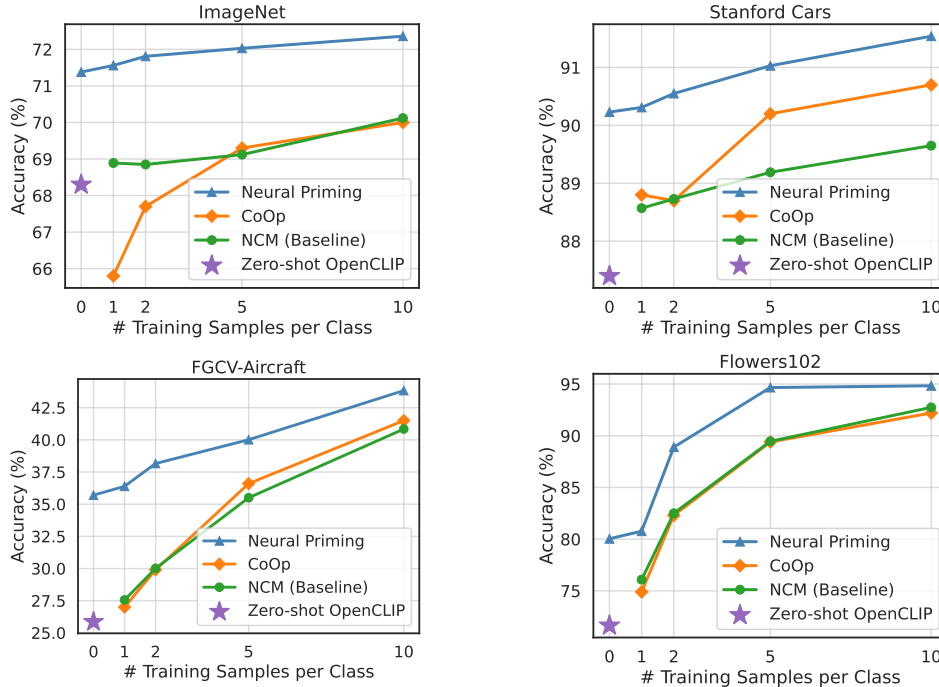 ImageNet
Accuracy (%)
72
71
70
69
68
67
66
Neural Priming
CoOp
NCM (Baseline)
Zero-shot OpenCLIP
0 1 2 5 10
# Training Samples per Class
Stanford Cars
Accuracy (%)
91
90
89
88
Neural Priming
CoOp
NCM (Baseline)
Zero-shot OpenCLIP
0 1 2 5 10
# Training Samples per Class
FGCV-Aircraft
Accuracy (%)
42.5
40.0
37.5
35.0
32.5
30.0
27.5
25.0
Neural Priming
CoOp
NCM (Baseline)
Zero-shot OpenCLIP
0 1 2 5 10
# Training Samples per Class
Flowers102
Accuracy (%)
95
90
85
80
75
Neural Priming
CoOp
NCM (Baseline)
Zero-shot OpenCLIP
0 1 2 5 10
# Training Samples per Class